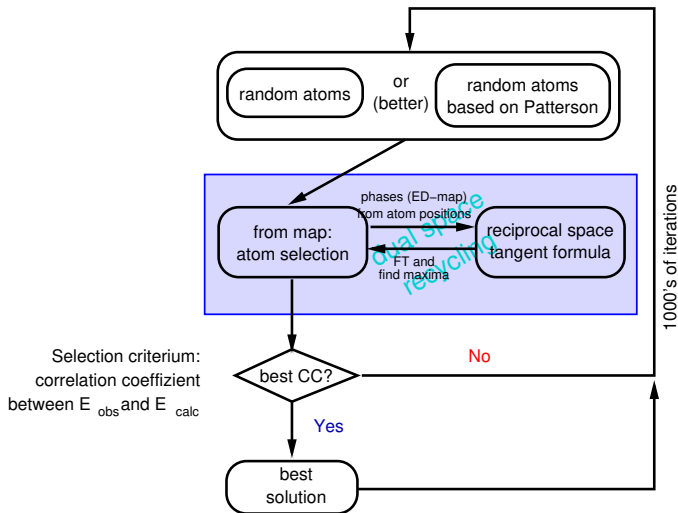 random atoms
or
(better)
random atoms
based on Patterson
phases (ED−map)
from atom positions
from map:
atom selection
dual space
recycling
reciprocal space
tangent formula
FT and
find maxima
1000's of iterations
Selection criterium:
correlation coeffizient
between E obs and E calc
best CC?
No
Yes
best
solution